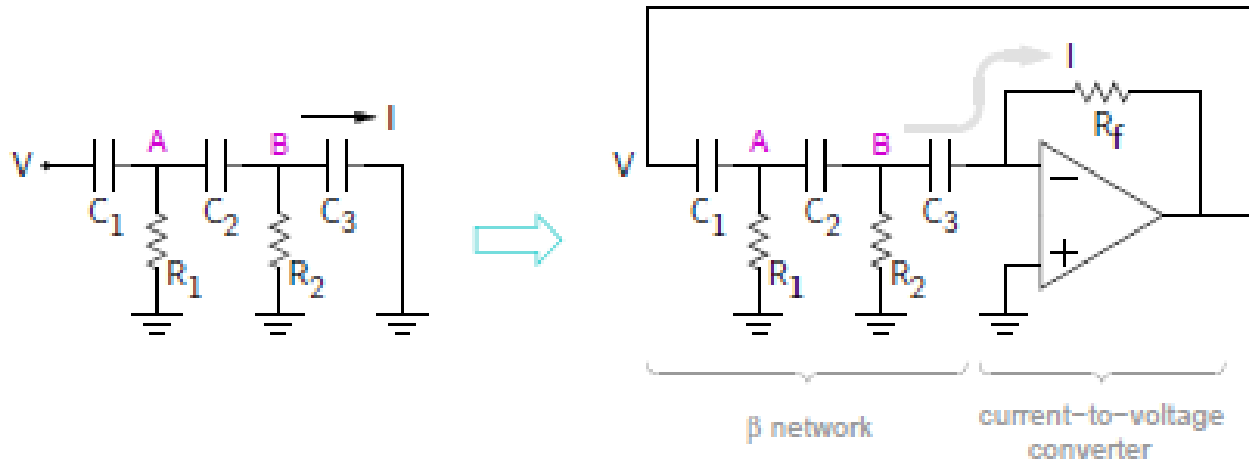 V
A
B
I
C1
C2
C3
R1
R2
V
A
B
I
C1
C2
C3
R1
R2
Rf
−
+
β network
current-to-voltage
converter